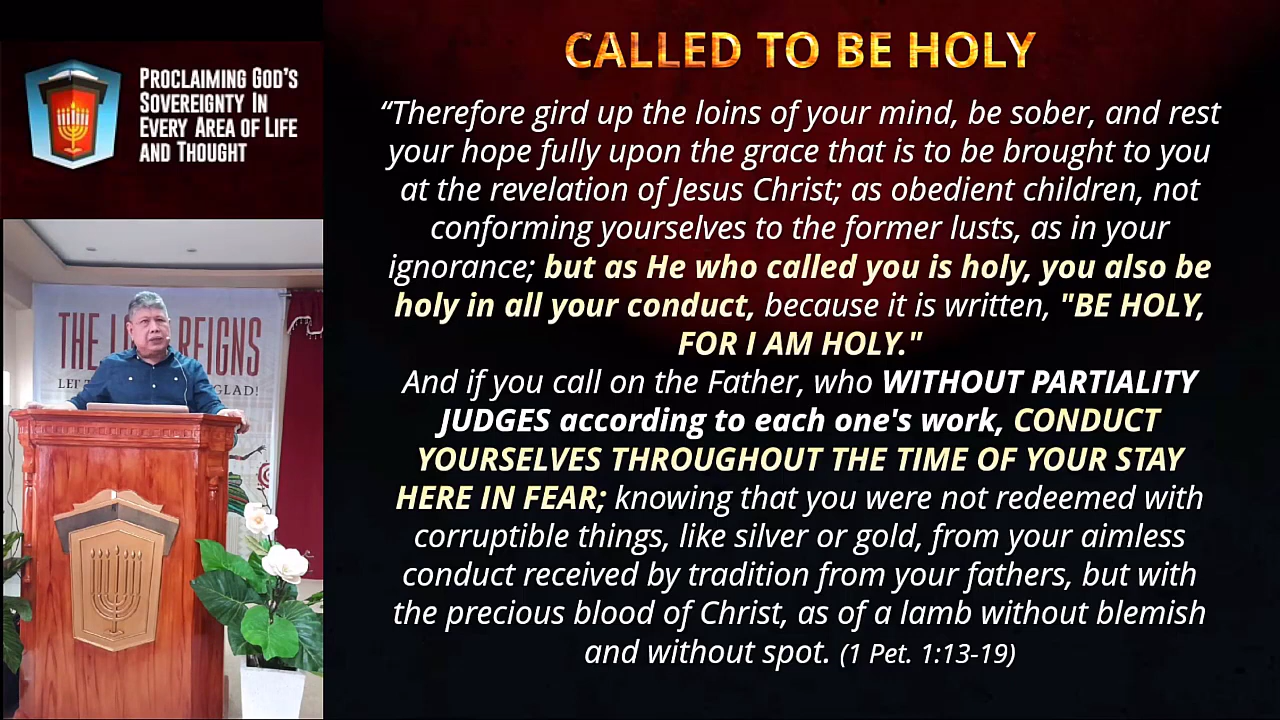 PROCLAIMING GOD'S
SOVEREIGNTY IN
EVERY AREA OF LIFE
AND THOUGHT
THE REIGNS
GLAD!
CALLED TO BE HOLY
“Therefore gird up the loins of your mind, be sober, and rest
your hope fully upon the grace that is to be brought to you
at the revelation of Jesus Christ; as obedient children, not
conforming yourselves to the former lusts, as in your
ignorance; but as He who called you is holy, you also be
holy in all your conduct, because it is written, "BE HOLY,
FOR I AM HOLY."
And if you call on the Father, who WITHOUT PARTIALITY
JUDGES according to each one's work, CONDUCT
YOURSELVES THROUGHOUT THE TIME OF YOUR STAY
HERE IN FEAR; knowing that you were not redeemed with
corruptible things, like silver or gold, from your aimless
conduct received by tradition from your fathers, but with
the precious blood of Christ, as of a lamb without blemish
and without spot. (1 Pet. 1:13-19)